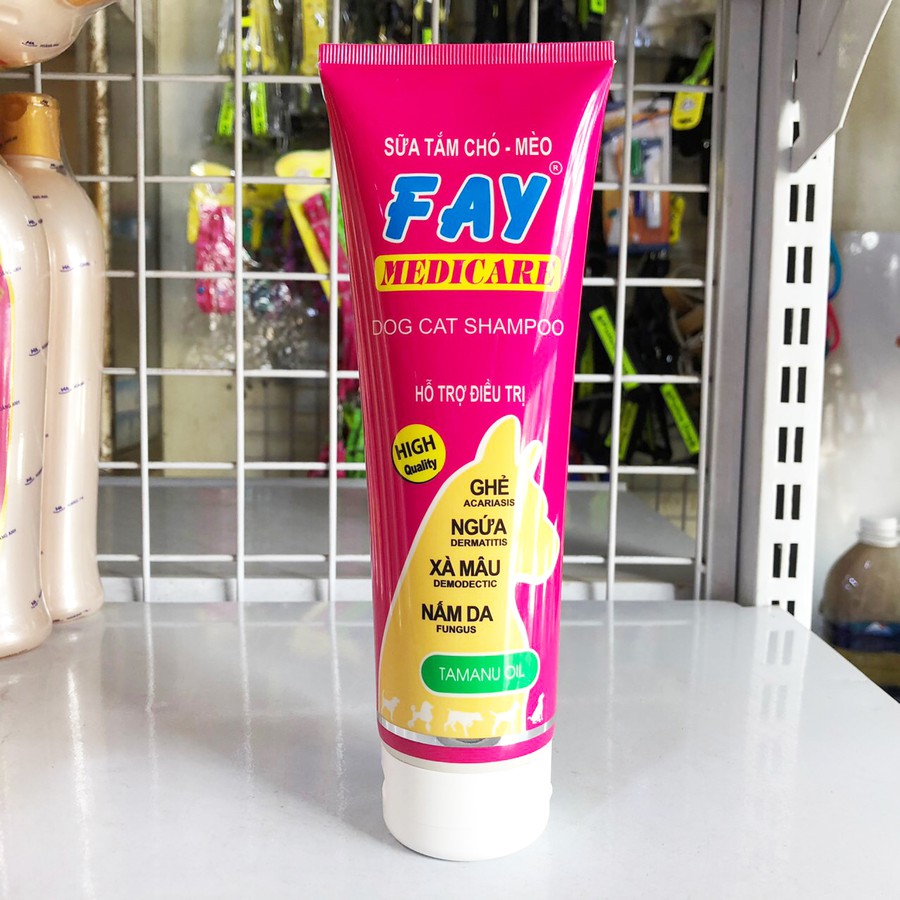 SỮA TẮM CHÓ - MÈO
FAY®
MEDICARE
DOG CAT SHAMPOO
HỖ TRỢ ĐIỀU TRỊ
HIGH
Quality
GHẺ
ACARIASIS
NGỨA
DERMATITIS
XÀ MÂU
DEMODECTIC
NẤM DA
FUNGUS
TAMANU OIL